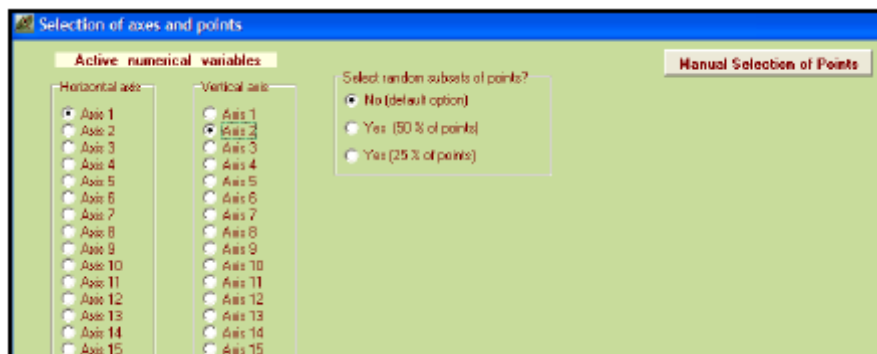 Selection of axes and points
Active numerical variables
Manual Selection of Points
Horizontal axis
Axis 1
Axis 2
Axis 3
Axis 4
Axis 5
Axis 6
Axis 7
Axis 8
Axis 9
Axis 10
Axis 11
Axis 12
Axis 13
Axis 14
Axis 15
Vertical axis
Axis 1
Axis 2
Axis 3
Axis 4
Axis 5
Axis 6
Axis 7
Axis 8
Axis 9
Axis 10
Axis 11
Axis 12
Axis 13
Axis 14
Axis 15
Select random subsets of points?
No (default option)
Yes (50 % of points)
Yes (25 % of points)